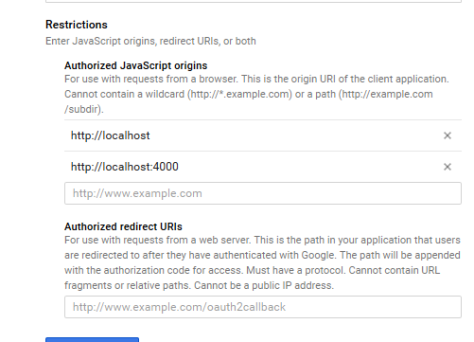 Restrictions
Enter JavaScript origins, redirect URIs, or both
Authorized JavaScript origins
For use with requests from a browser. This is the origin URI of the client application.
Cannot contain a wildcard (http://*.example.com) or a path (http://example.com
/subdir).
http://localhost
http://localhost:4000
http://www.example.com
Authorized redirect URIs
For use with requests from a web server. This is the path in your application that users
are redirected to after they have authenticated with Google. The path will be appended
with the authorization code for access. Must have a protocol. Cannot contain URL
fragments or relative paths. Cannot be a public IP address.
http://www.example.com/oauth2callback